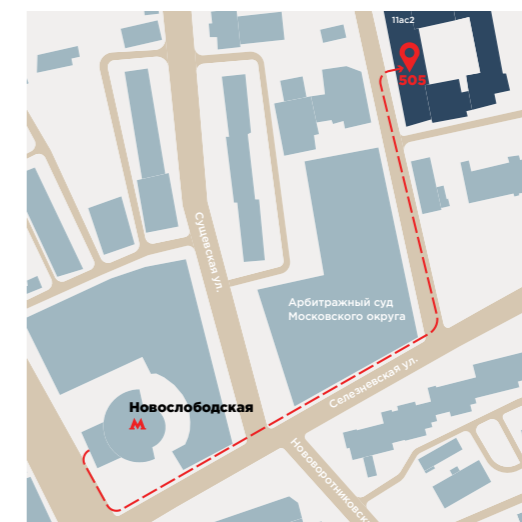 11ас2
505
Сущевская ул.
Арбитражный суд
Московского округа
Селезневская ул.
Новослободская
М
Нововоротниковск